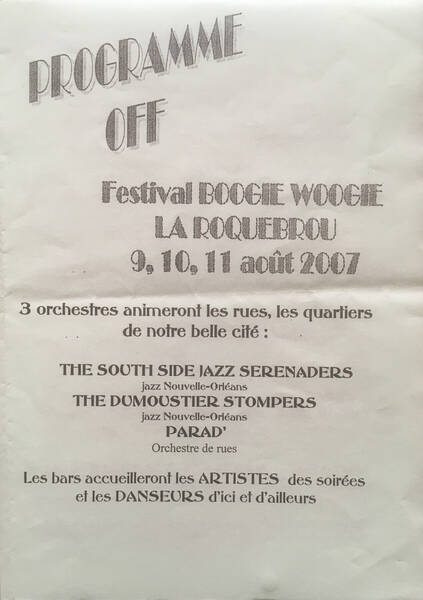 PROGRAMME
OFF
Festival BOOGIE WOOGIE
LA ROQUEBROU
9, 10, 11 août 2007
3 orchestres animeront les rues, les quartiers
de notre belle cité :
THE SOUTH SIDE JAZZ SERENADERS
jazz Nouvelle-Orléans
THE DUMOUSTIER STOMPERS
jazz Nouvelle-Orléans
PARAD'
Orchestre de rues
Les bars accueilleront les ARTISTES des soirées
et les DANSEURS d'ici et d'ailleurs